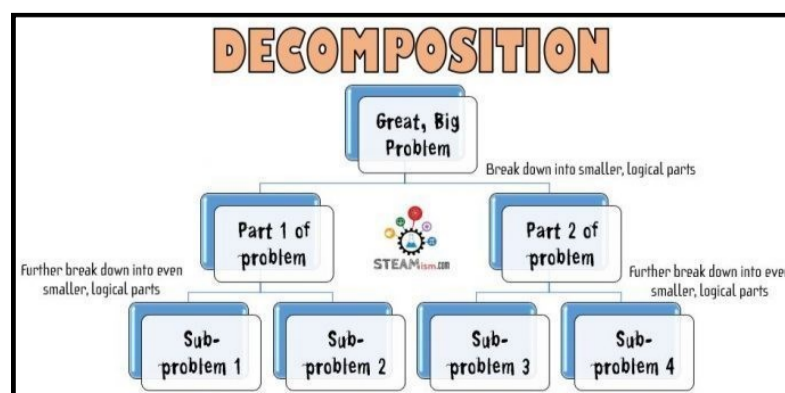 DECOMPOSITION
Great, Big
Problem
Break down into smaller, logical parts
Part 1 of
problem
STEAMism.com
Part 2 of
problem
Further break down into even
smaller, logical parts
Further break down into even
smaller, logical parts
Sub-
problem 1
Sub-
problem 2
Sub-
problem 3
Sub-
problem 4